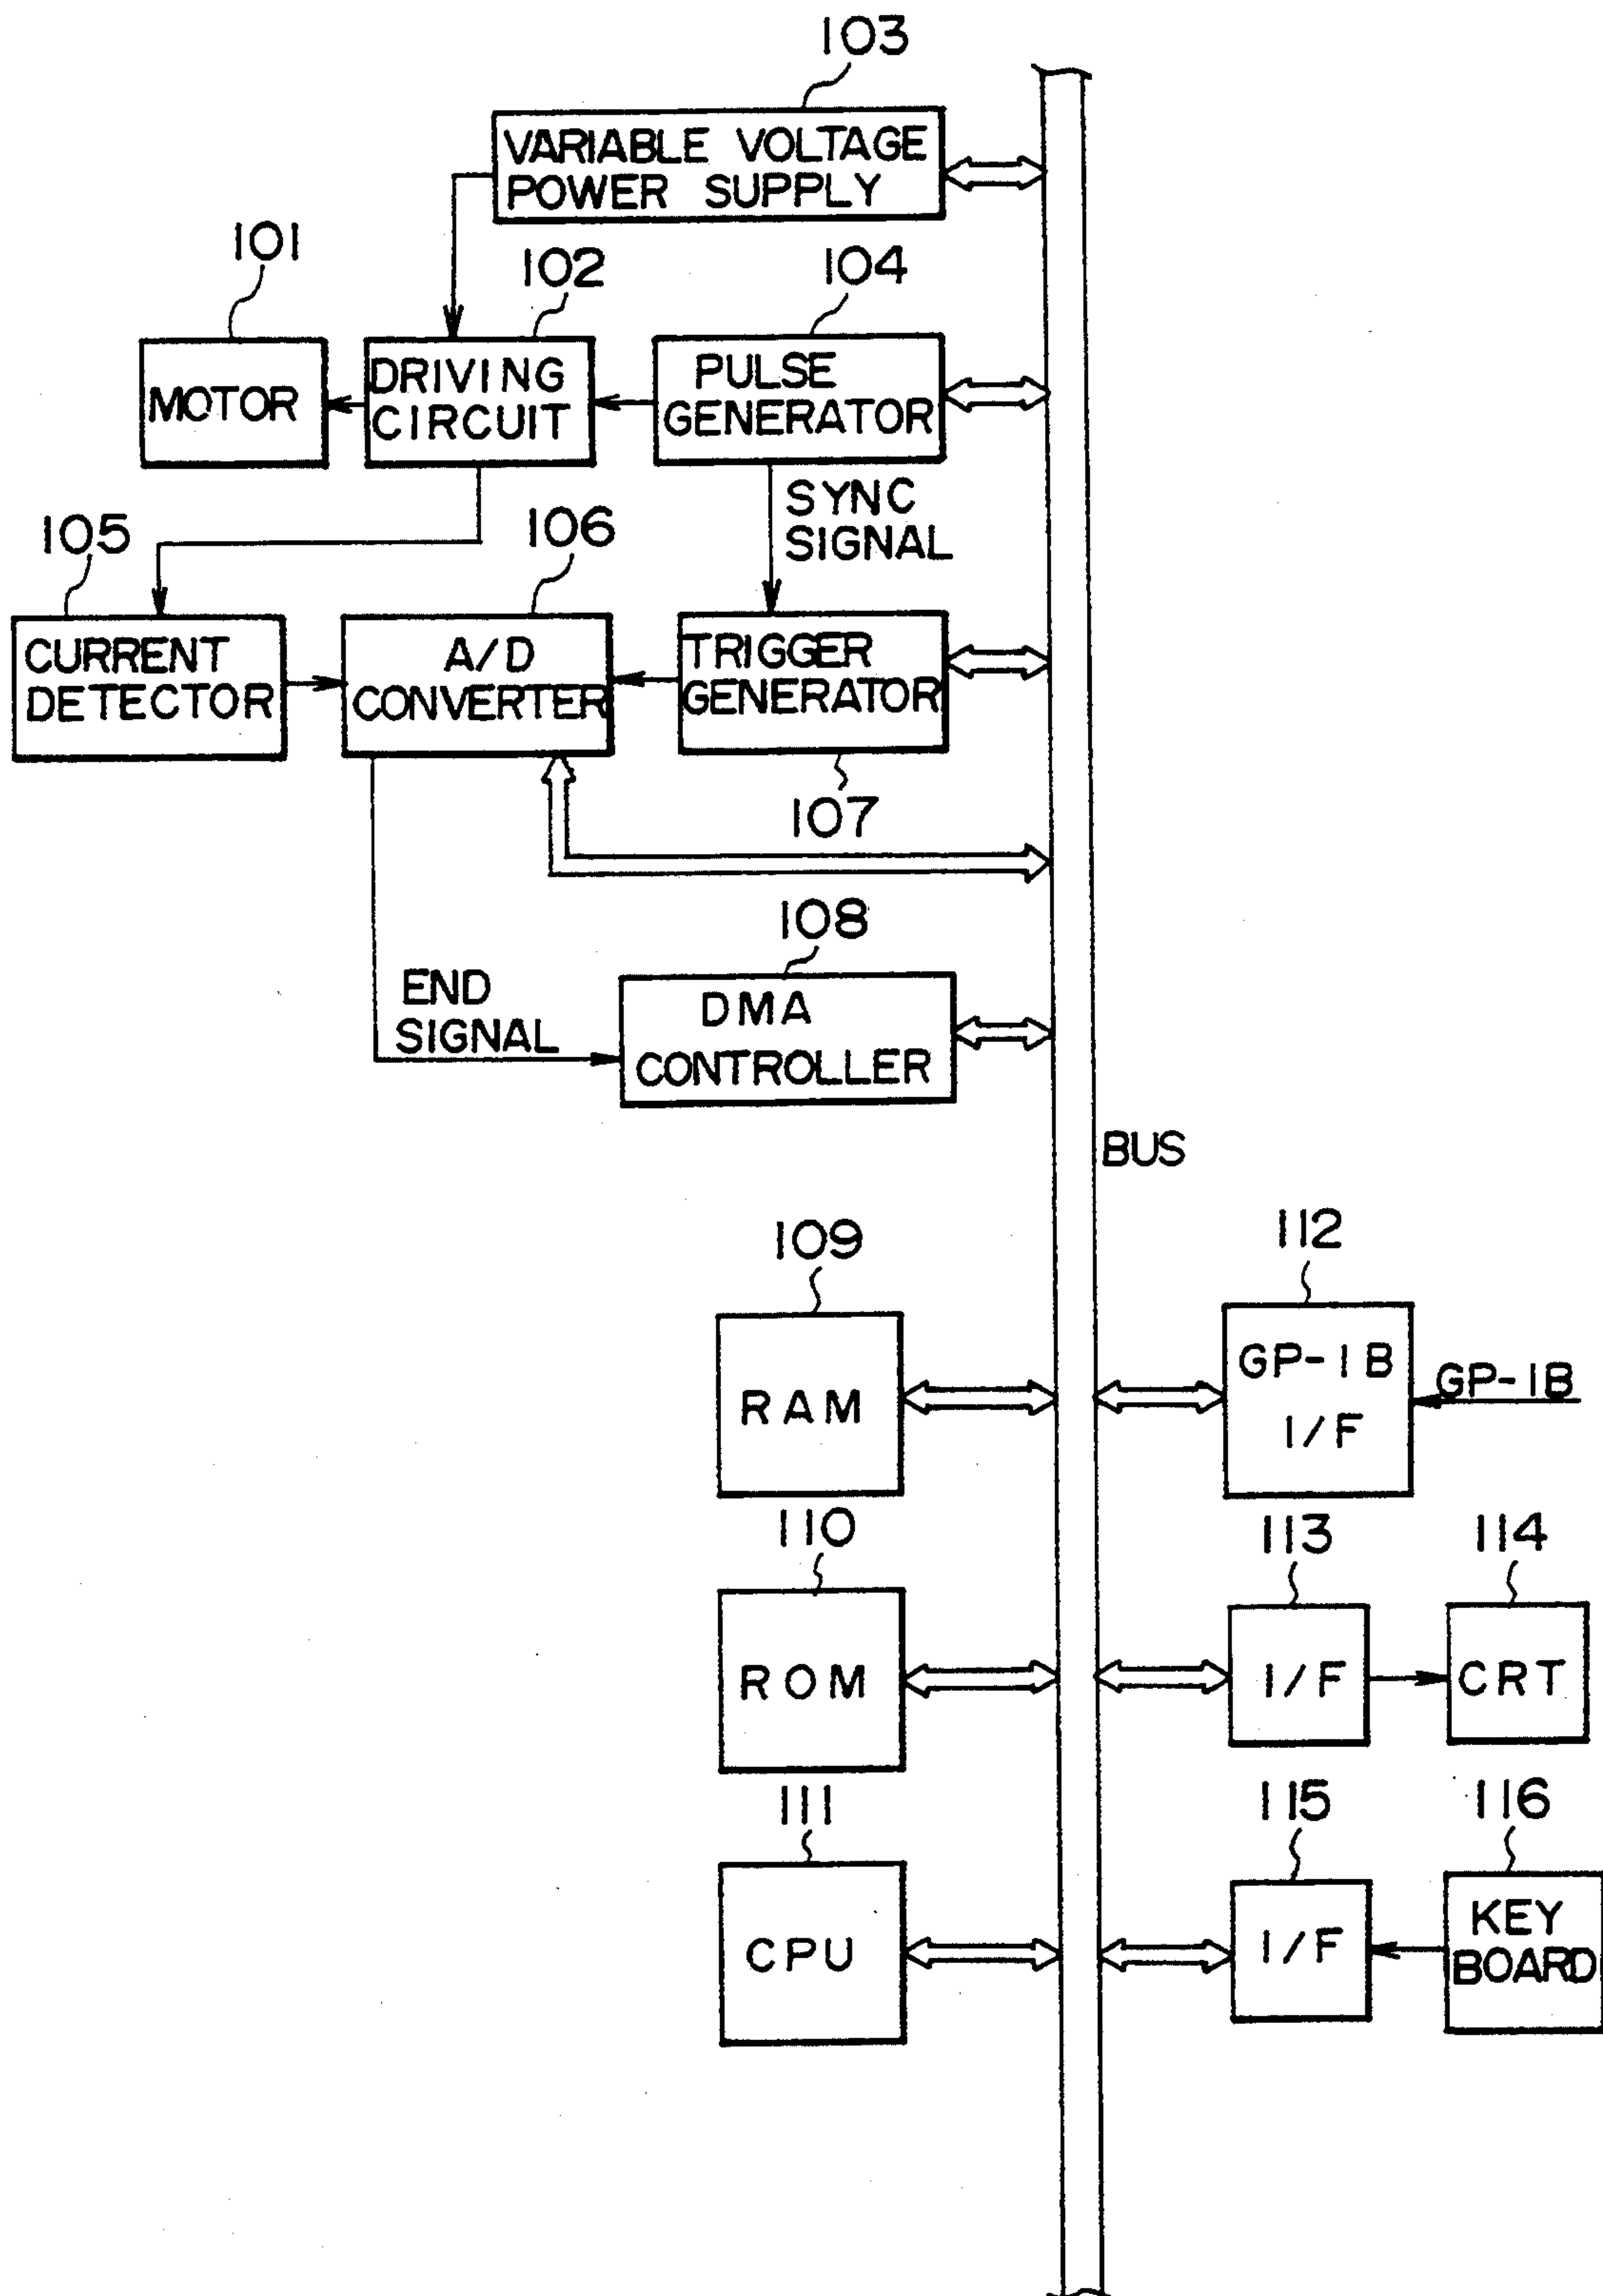 103
VARIABLE VOLTAGE
POWER SUPPLY
101
102
104
MOTOR
DRIVING
CIRCUIT
PULSE
GENERATOR
SYNC
SIGNAL
105
106
CURRENT
DETECTOR
A/D
CONVERTER
TRIGGER
GENERATOR
107
108
END
SIGNAL
DMA
CONTROLLER
BUS
109
112
RAM
GP-1B
I/F
GP-1B
110
113
114
ROM
I/F
CRT
111
115
116
CPU
I/F
KEY
BOARD